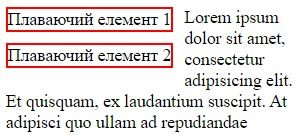 Плаваючий елемент 1
Плаваючий елемент 2
Lorem ipsum
dolor sit amet,
consectetur
adipisicing elit.
Et quisquam, ex laudantium suscipit. At
adipisci quo ullam ad repudiandae